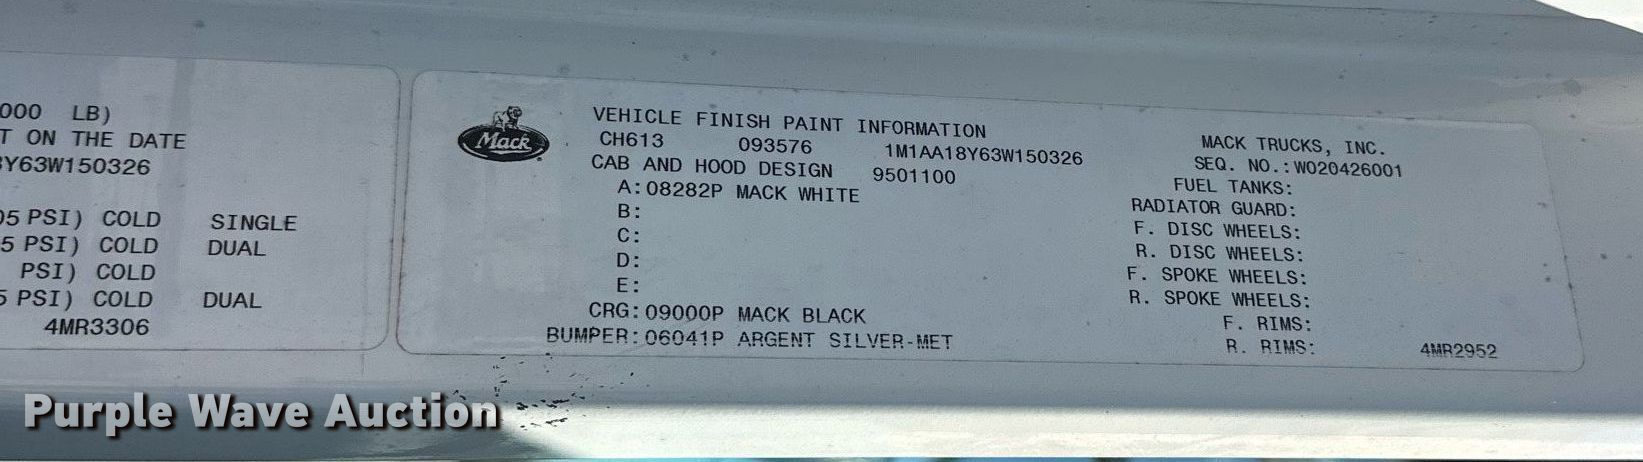 000 LB)
T ON THE DATE
Y63W150326
05 PSI) COLD SINGLE
5 PSI) COLD DUAL
PSI) COLD
5 PSI) COLD DUAL
4MR3306
Mack
VEHICLE FINISH PAINT INFORMATION
CH613 093576 1M1AA18Y63W150326
CAB AND HOOD DESIGN 9501100
A: 08282P MACK WHITE
B:
C:
D:
E:
CRG: 09000P MACK BLACK
BUMPER: 06041P ARGENT SILVER-MET
MACK TRUCKS, INC.
SEQ. NO.: W020426001
FUEL TANKS:
RADIATOR GUARD:
F. DISC WHEELS:
R. DISC WHEELS:
F. SPOKE WHEELS:
R. SPOKE WHEELS:
F. RIMS:
R. RIMS:
4MR2952
Purple Wave Auction